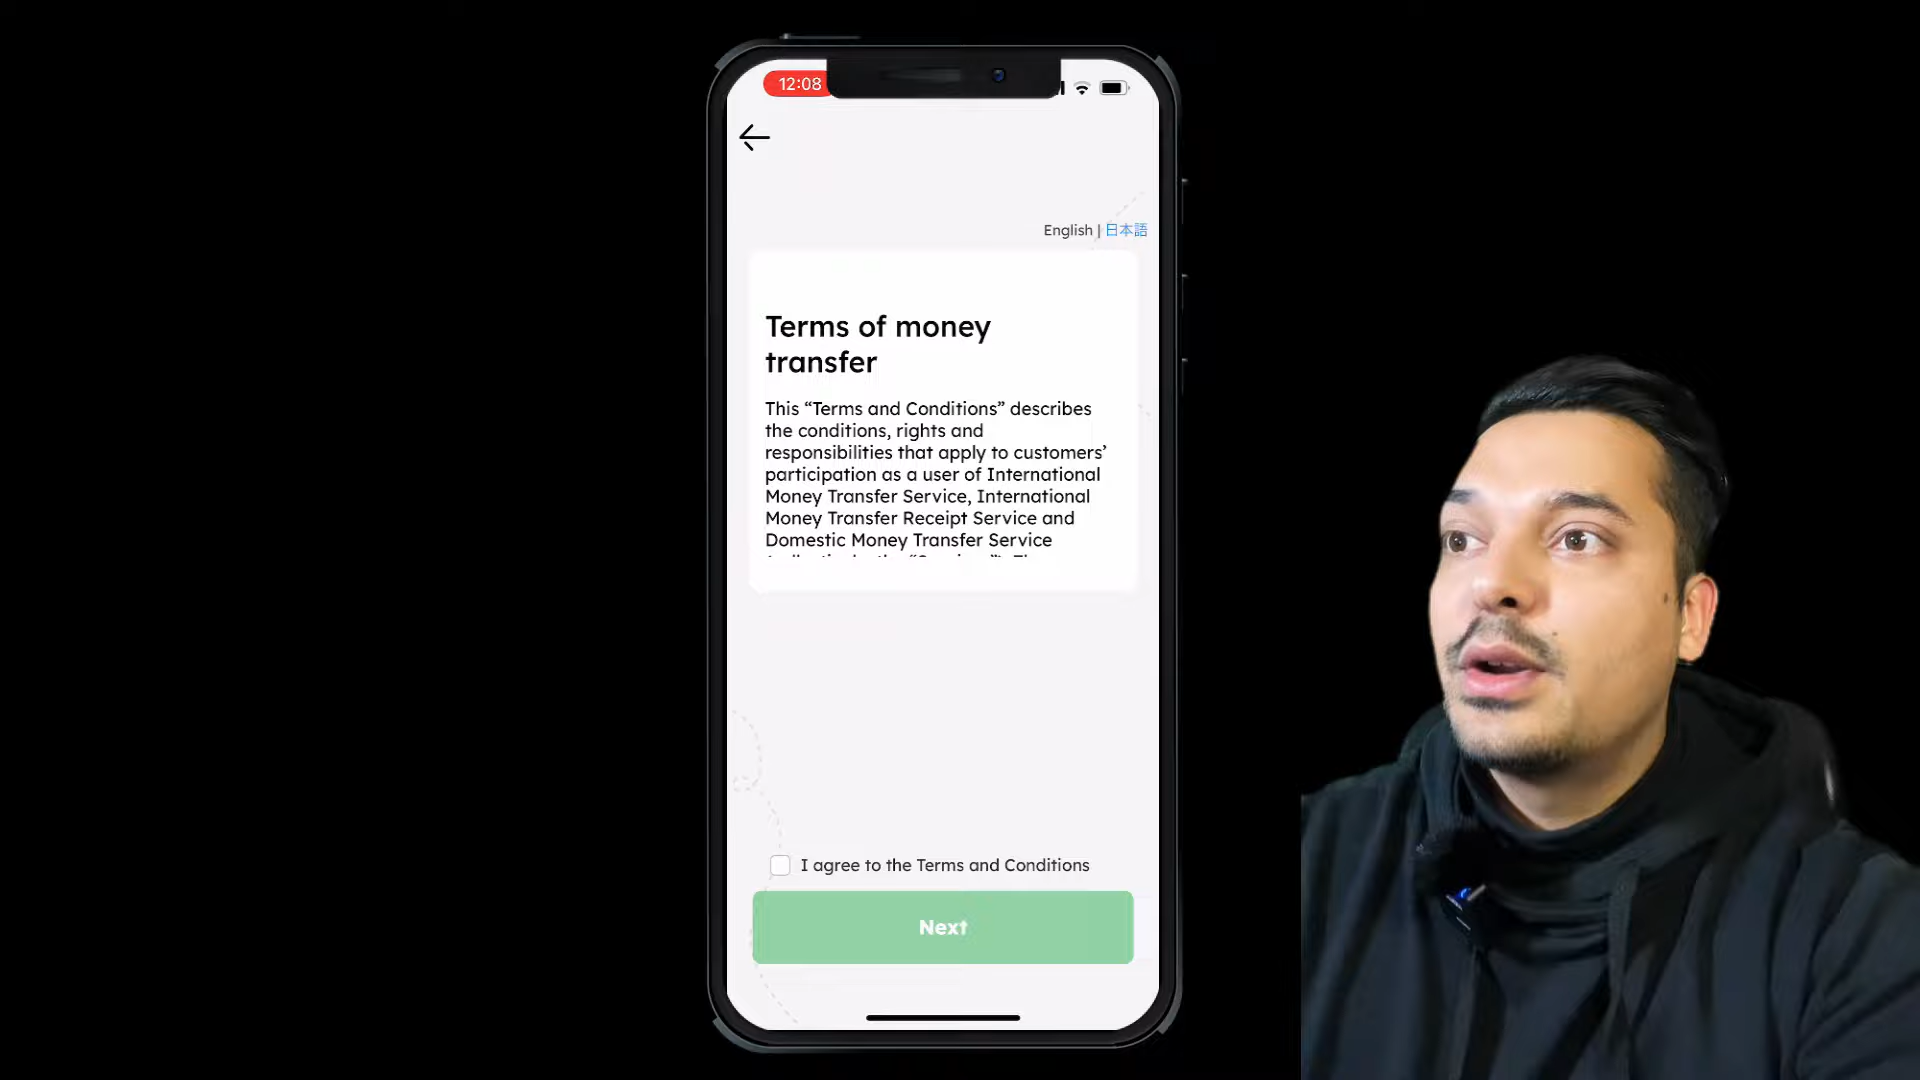 12:08
English | 日本語
Terms of money
transfer
This “Terms and Conditions” describes
the conditions, rights and
responsibilities that apply to customers’
participation as a user of International
Money Transfer Service, International
Money Transfer Receipt Service and
Domestic Money Transfer Service
I agree to the Terms and Conditions
Next